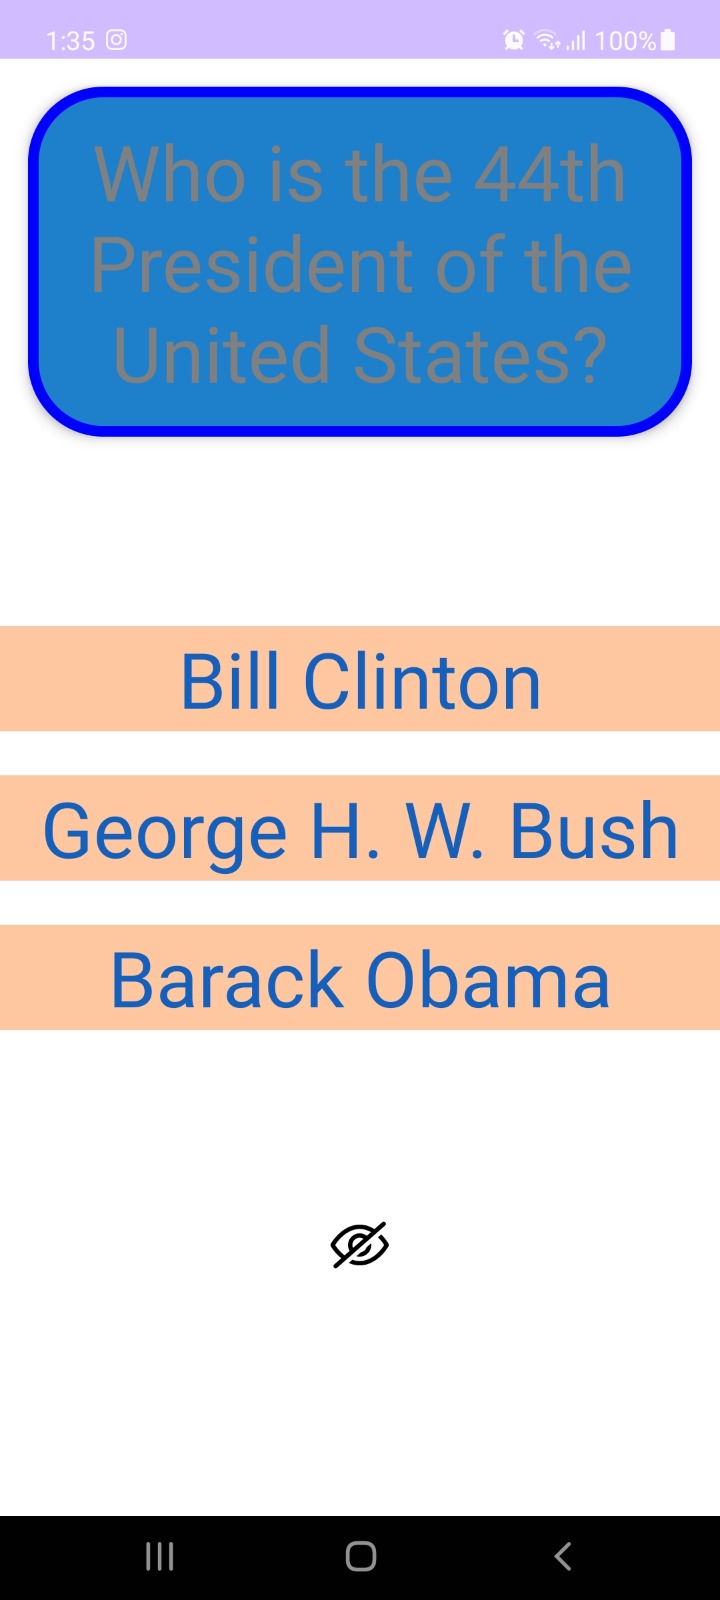 1:35 100%
Who is the 44th
President of the
United States?
Bill Clinton
George H. W. Bush
Barack Obama